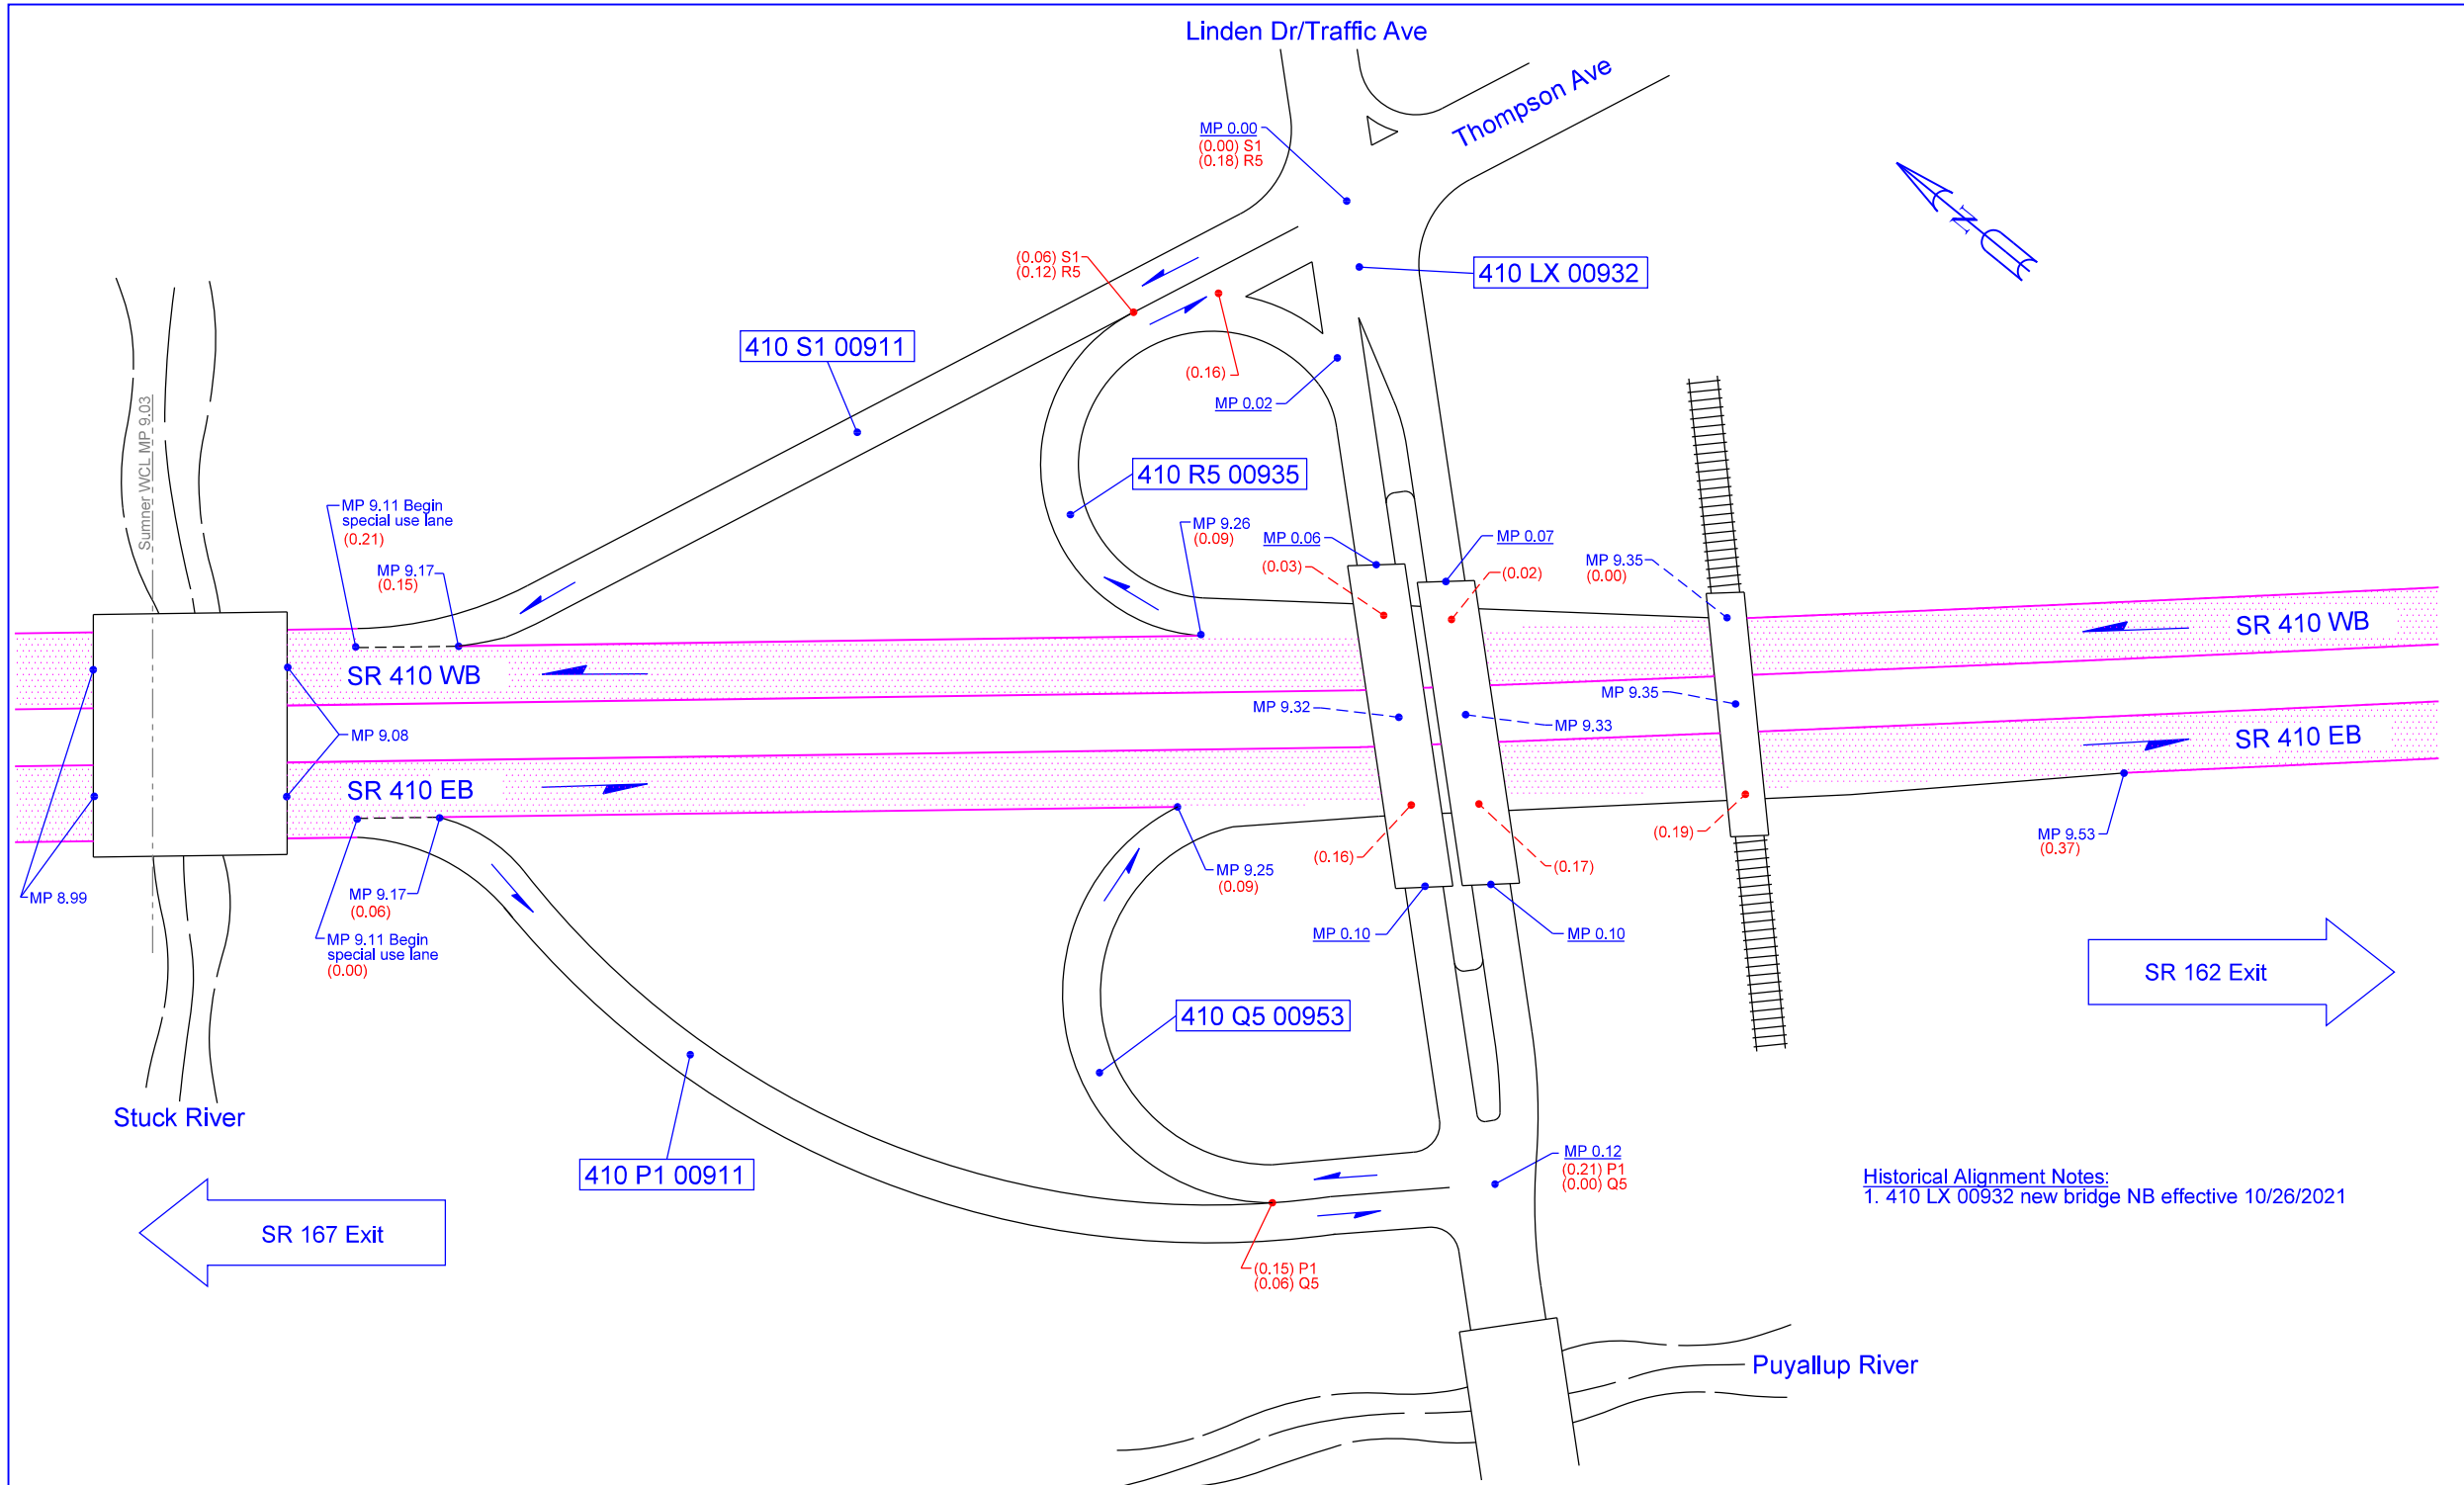 Linden Dr/Traffic Ave
Thompson Ave
MP 0.00
(0.00) S1
(0.18) R5
N
(0.06) S1
(0.12) R5
410 LX 00932
410 S1 00911
(0.16)
MP 0.02
Sumner WCL MP 9.03
410 R5 00935
MP 9.11 Begin
special use lane
(0.21)
MP 9.17
(0.15)
MP 9.26
(0.09)
MP 0.06
(0.03)
MP 0.07
(0.02)
MP 9.35
(0.00)
SR 410 WB
SR 410 WB
MP 9.35
MP 9.32
MP 9.33
MP 9.08
SR 410 EB
SR 410 EB
MP 8.99
MP 9.17
(0.06)
MP 9.11 Begin
special use lane
(0.00)
MP 9.25
(0.09)
(0.16)
(0.17)
(0.19)
MP 9.53
(0.37)
MP 0.10
MP 0.10
SR 162 Exit
410 Q5 00953
Stuck River
410 P1 00911
MP 0.12
(0.21) P1
(0.00) Q5
Historical Alignment Notes:
1. 410 LX 00932 new bridge NB effective 10/26/2021
SR 167 Exit
(0.15) P1
(0.06) Q5
Puyallup River